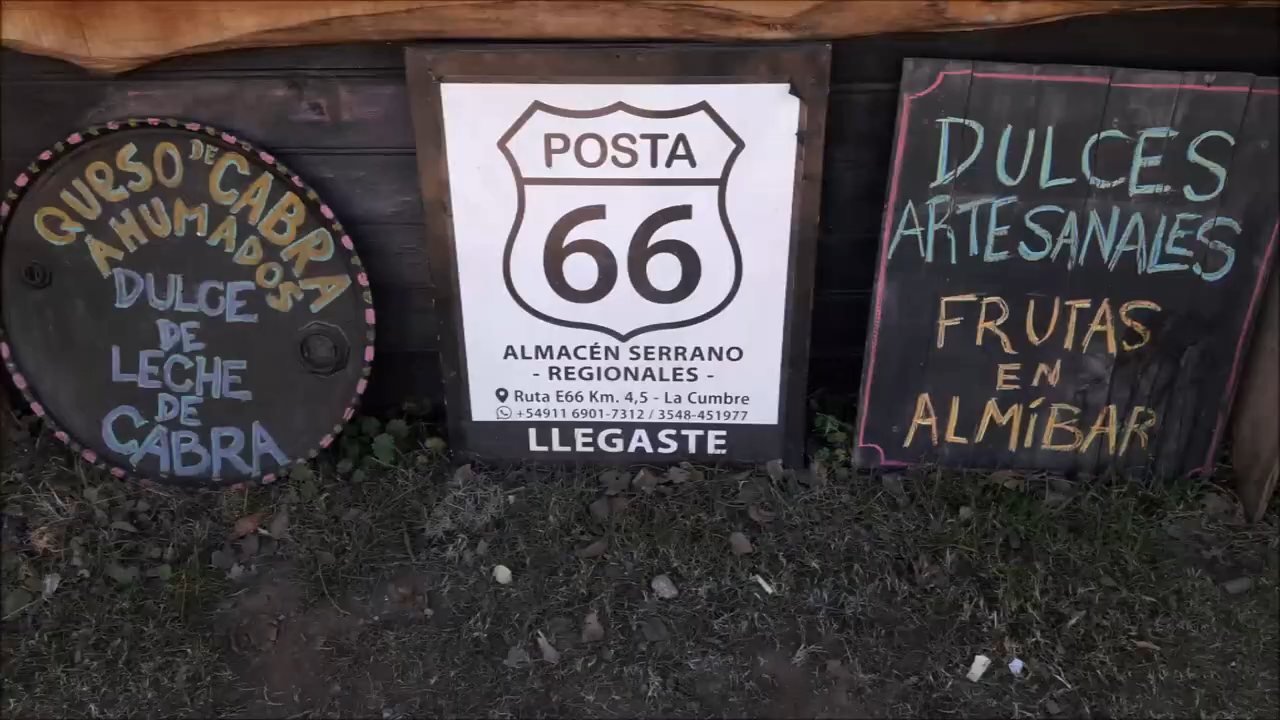 QUESO DE CABRA
AHUMADOS
DULCE
DE
LECHE
DE
CABRA
POSTA
66
ALMACÉN SERRANO
- REGIONALES -
Ruta E66 Km. 4,5 - La Cumbre
+54911 6901-7312 / 3548-451977
LLEGASTE
DULCES
ARTESANALES
FRUTAS
EN
ALMÍBAR